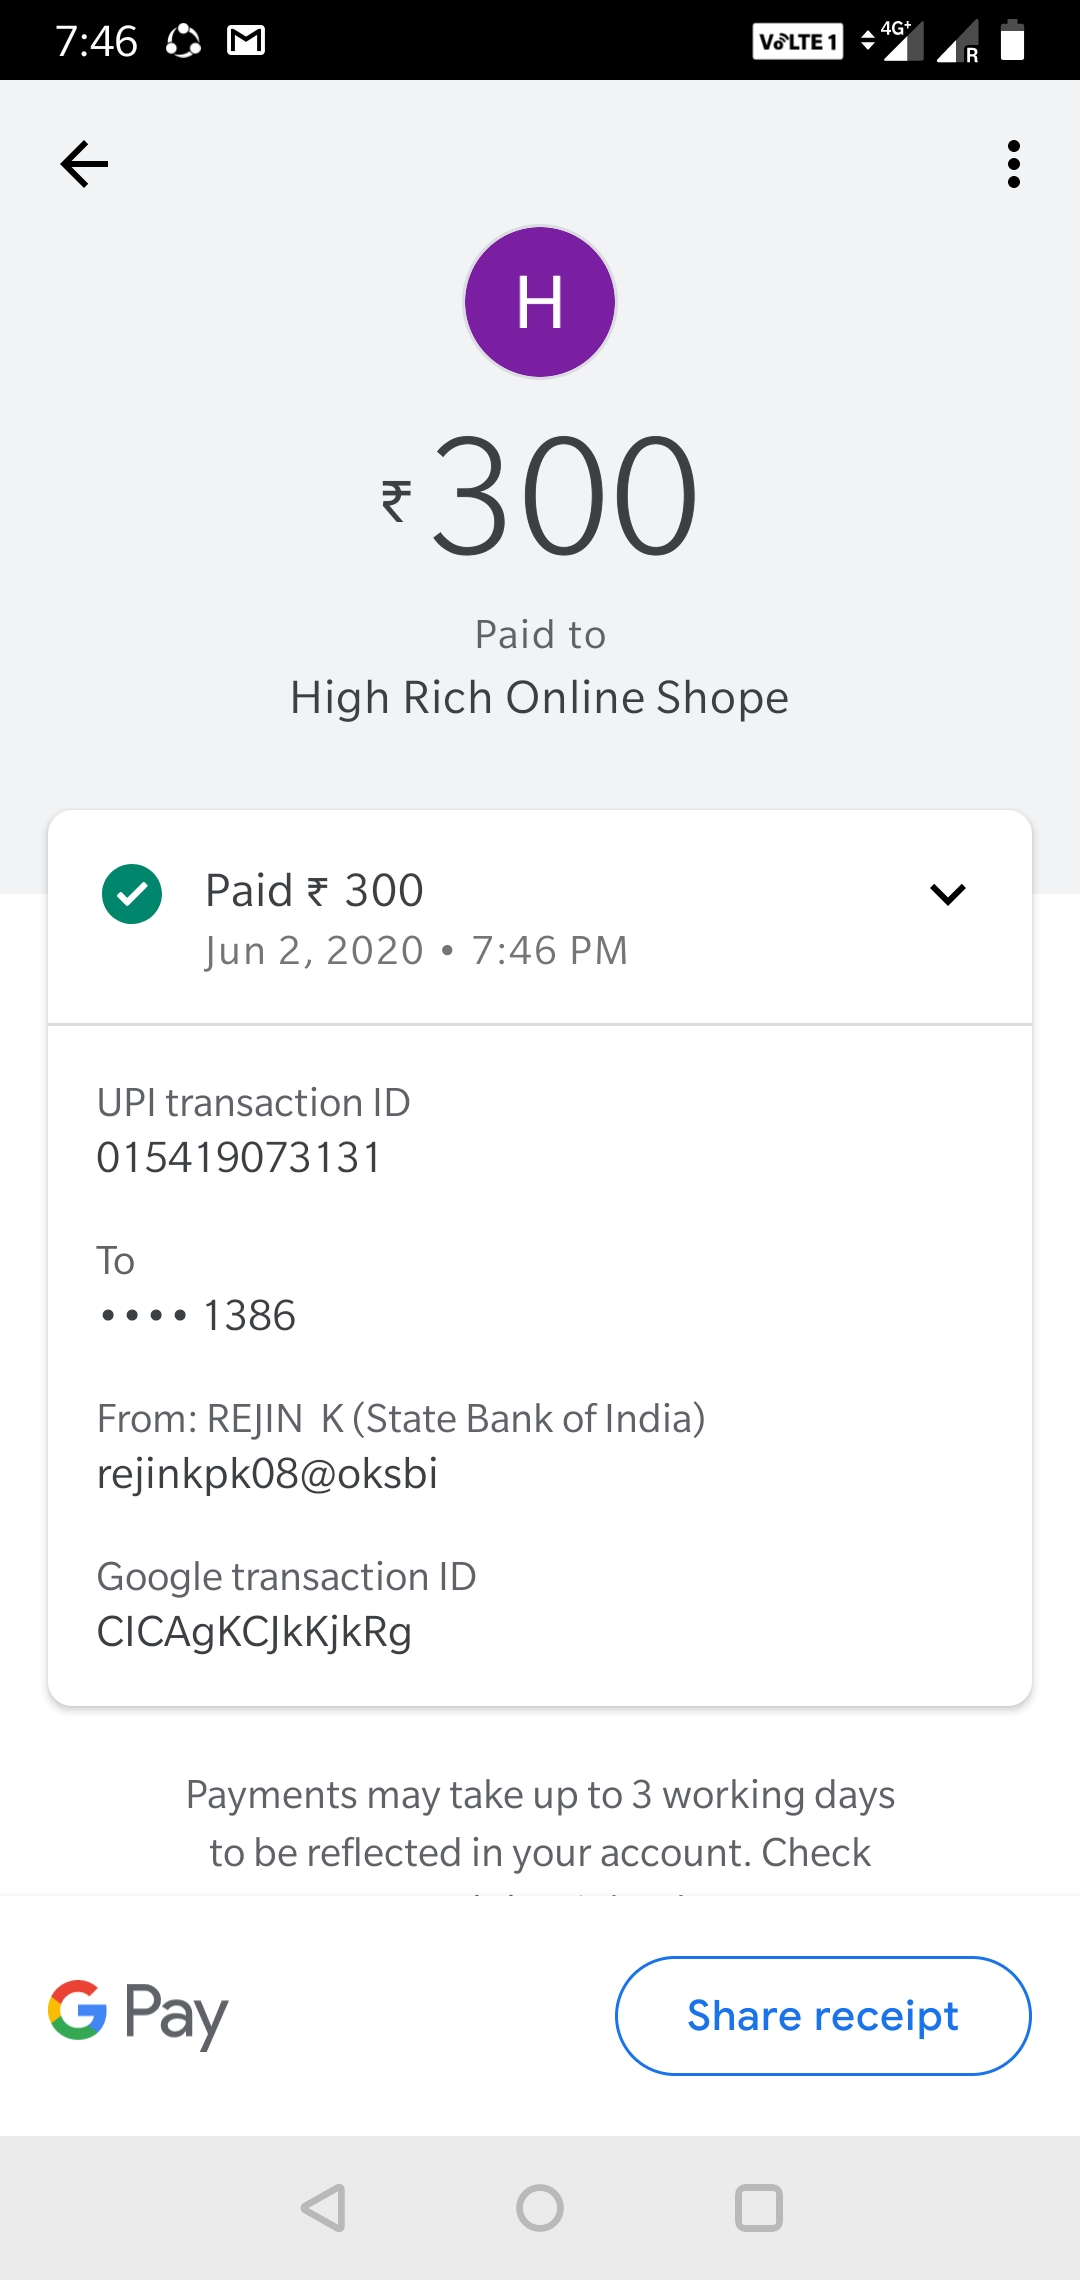 7:46
VoLTE 1 4G+ R
H
₹300
Paid to
High Rich Online Shope
Paid ₹ 300
Jun 2, 2020 • 7:46 PM
UPI transaction ID
015419073131
To
•••• 1386
From: REJIN  K (State Bank of India)
rejinkpk08@oksbi
Google transaction ID
CICAgKCJkKjkRg
Payments may take up to 3 working days
to be reflected in your account. Check
G Pay
Share receipt